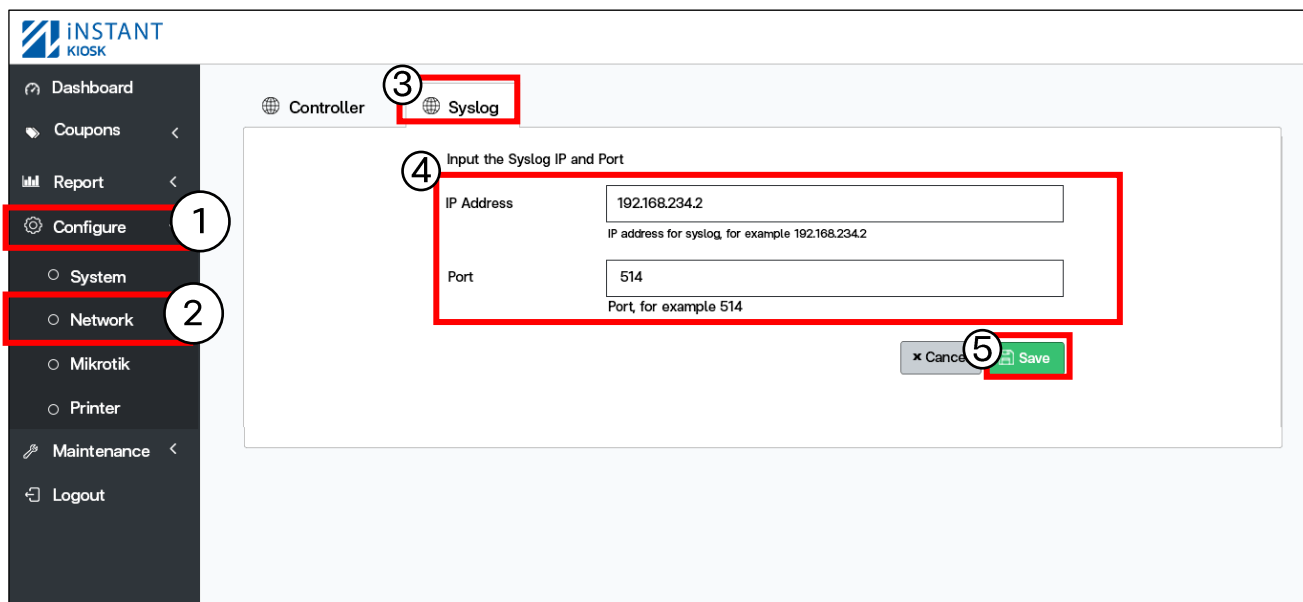 iNSTANT
KIOSK
Dashboard
Coupons
Report
1
Configure
System
2
Network
Mikrotik
Printer
Maintenance
Logout
Controller
3
Syslog
Input the Syslog IP and Port
4
IP Address
192.168.234.2
IP address for syslog, for example 192.168.234.2
Port
514
Port, for example 514
× Cance
5
Save